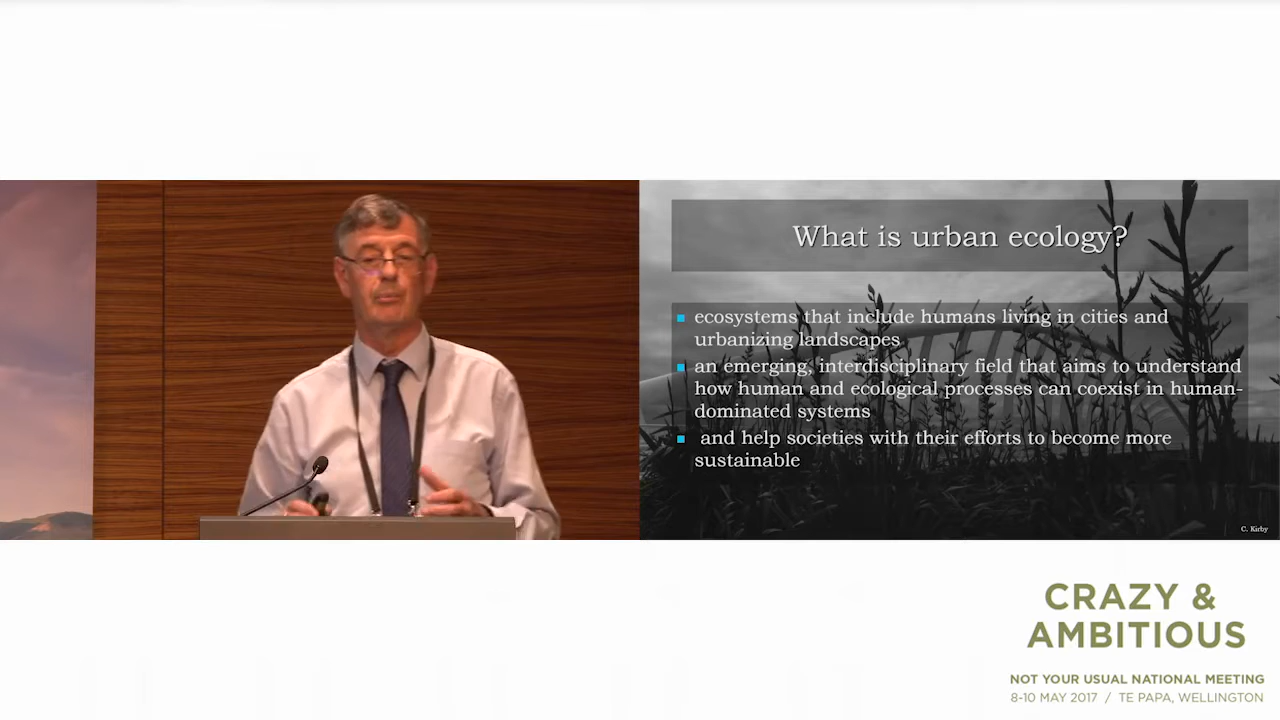 What is urban ecology?
ecosystems that include humans living in cities and
urbanizing landscapes
an emerging, interdisciplinary field that aims to understand
how human and ecological processes can coexist in human-
dominated systems
and help societies with their efforts to become more
sustainable
C. Kirby
CRAZY &
AMBITIOUS
NOT YOUR USUAL NATIONAL MEETING
8-10 MAY 2017 / TE PAPA, WELLINGTON